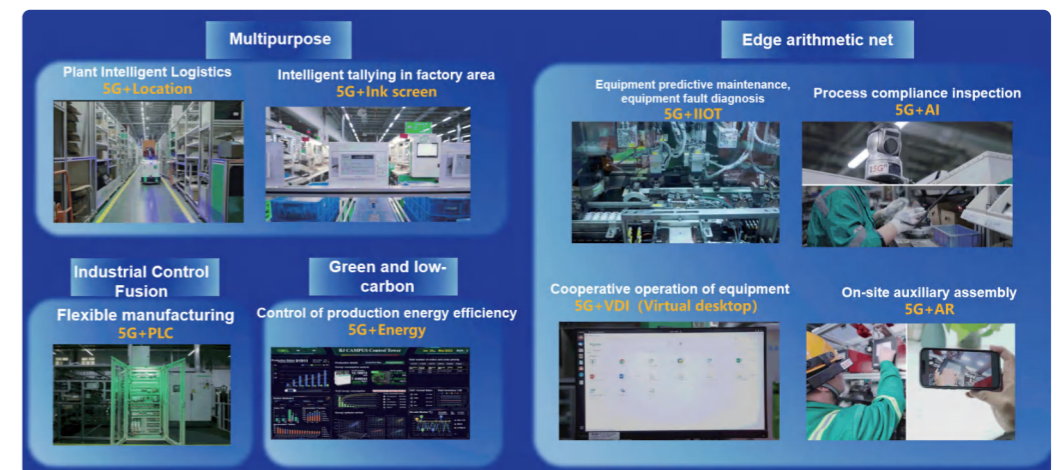 Multipurpose
Plant Intelligent Logistics
5G+Location
Intelligent tallying in factory area
5G+Ink screen
Edge arithmetic net
Equipment predictive maintenance,
equipment fault diagnosis
5G+IIOT
Process compliance inspection
5G+AI
15G
Industrial Control
Fusion
Flexible manufacturing
5G+PLC
Green and low-
carbon
Control of production energy efficiency
5G+Energy
BJ CAMPUS Control Tower
Cooperative operation of equipment
5G+VDI (Virtual desktop)
On-site auxiliary assembly
5G+AR